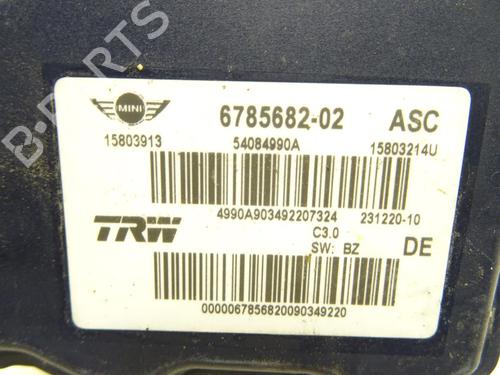 B-PARTS
MINI
6785682-02 ASC
15803913 54084990A 15803214U
4990A903492207324 231220-10
TRW C3.0
SW: BZ DE
0000067856820090349220